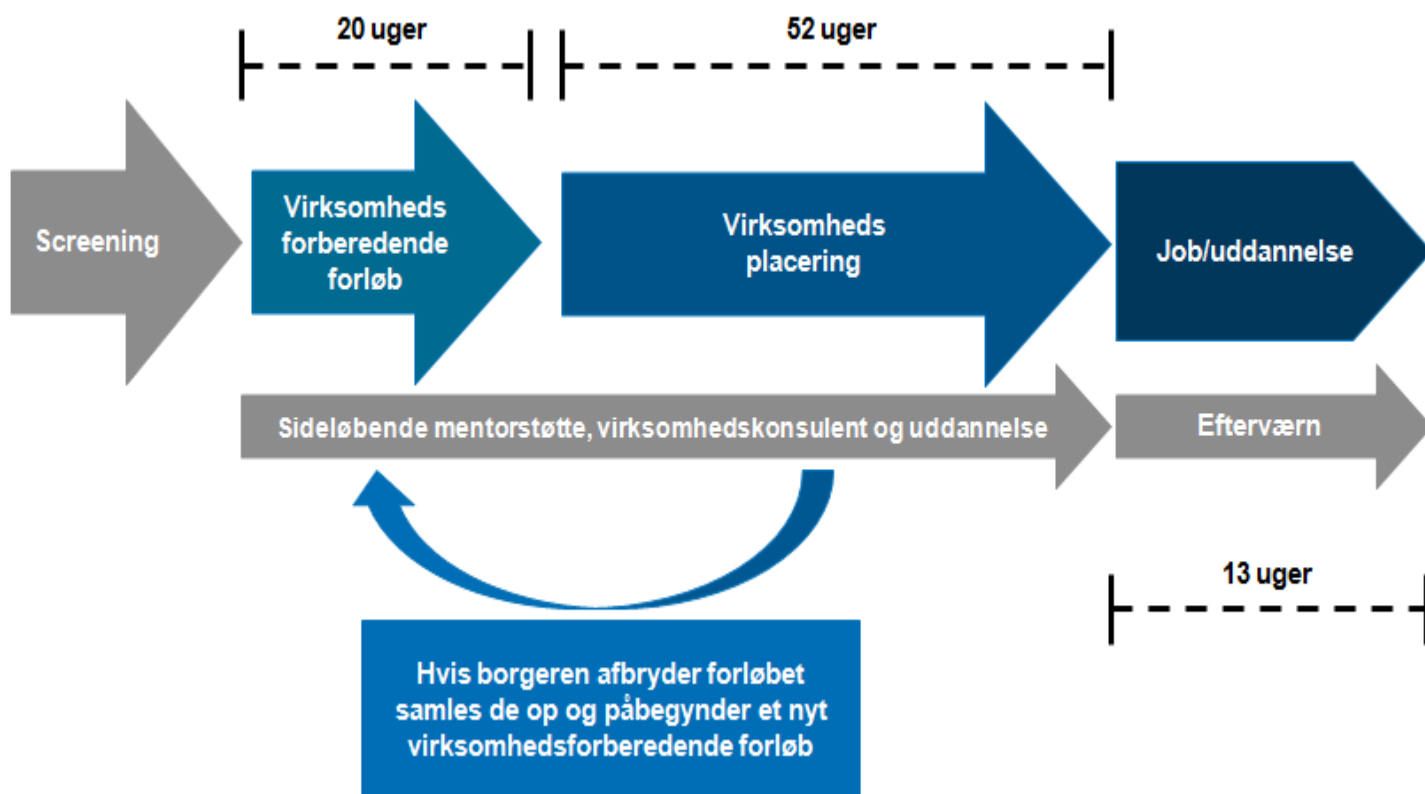 20 uger
52 uger
Screening
Virksomheds
forberedende
forløb
Virksomheds
placering
Job/uddannelse
Sideløbende mentorstøtte, virksomhedskonsulent og uddannelse
Efterværn
13 uger
Hvis borgeren afbryder forløbet
samles de op og påbegynder et nyt
virksomhedsforberedende forløb